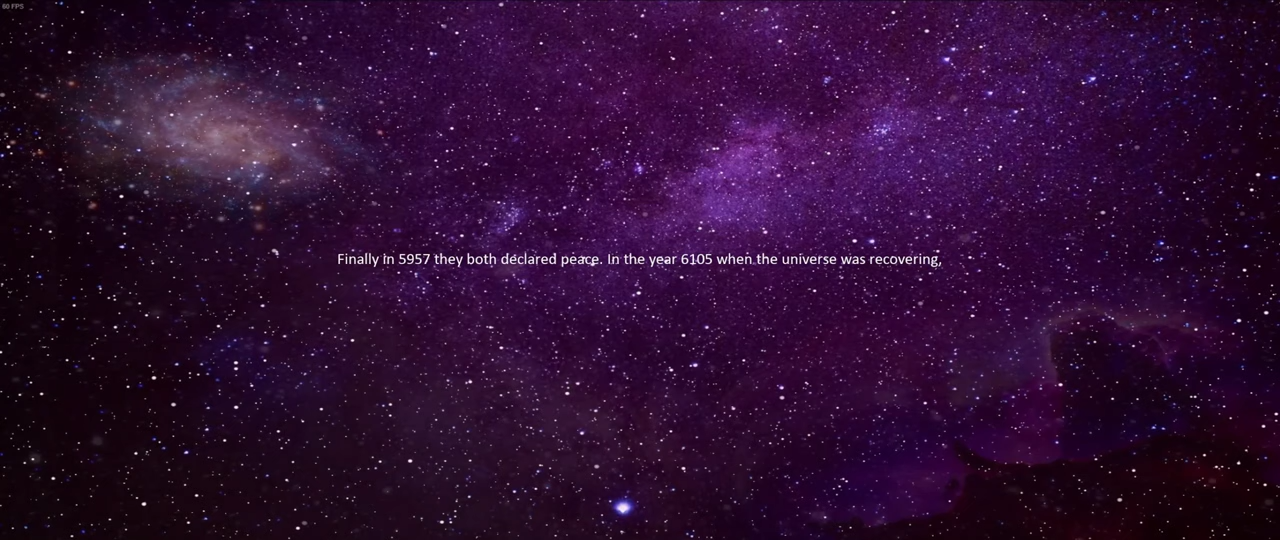 60 FPS
Finally in 5957 they both declared peace. In the year 6105 when the universe was recovering,